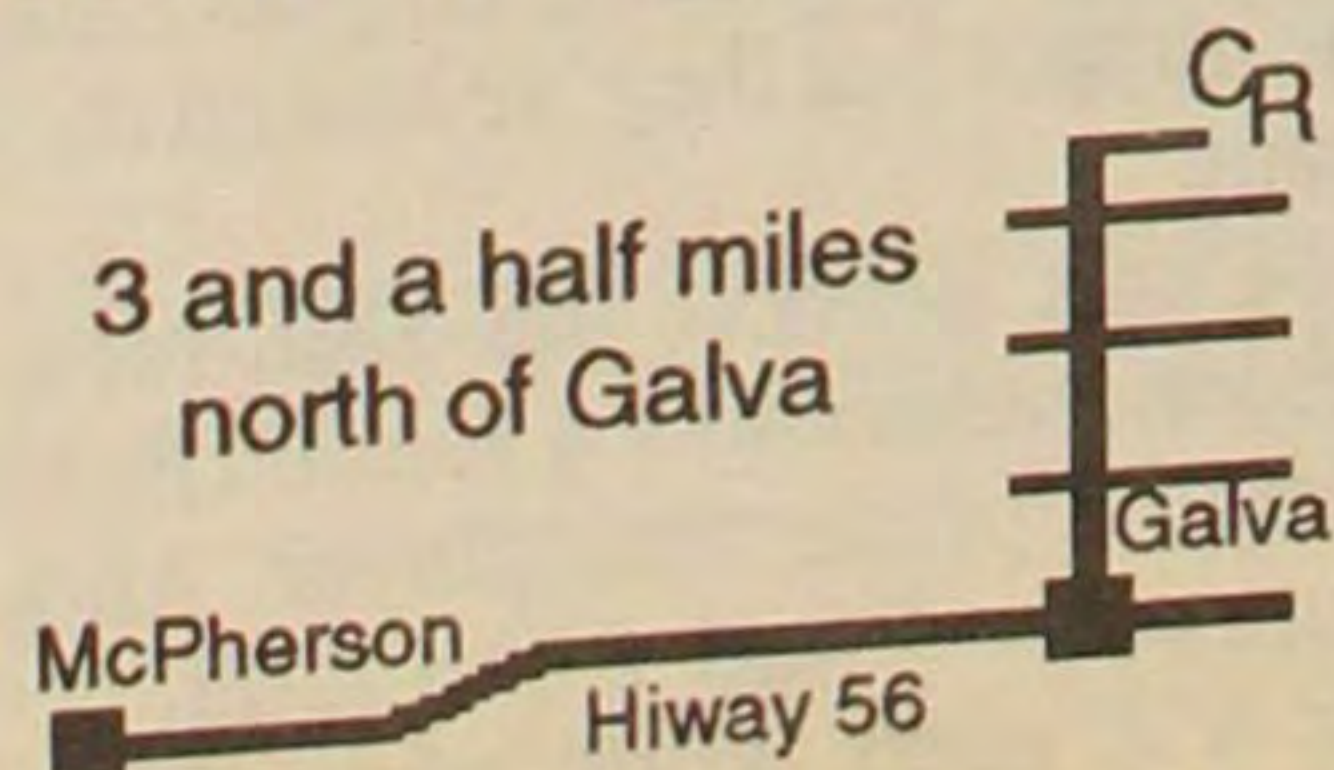 CR
3 and a half miles
north of Galva
Galva
McPherson
Hiway 56